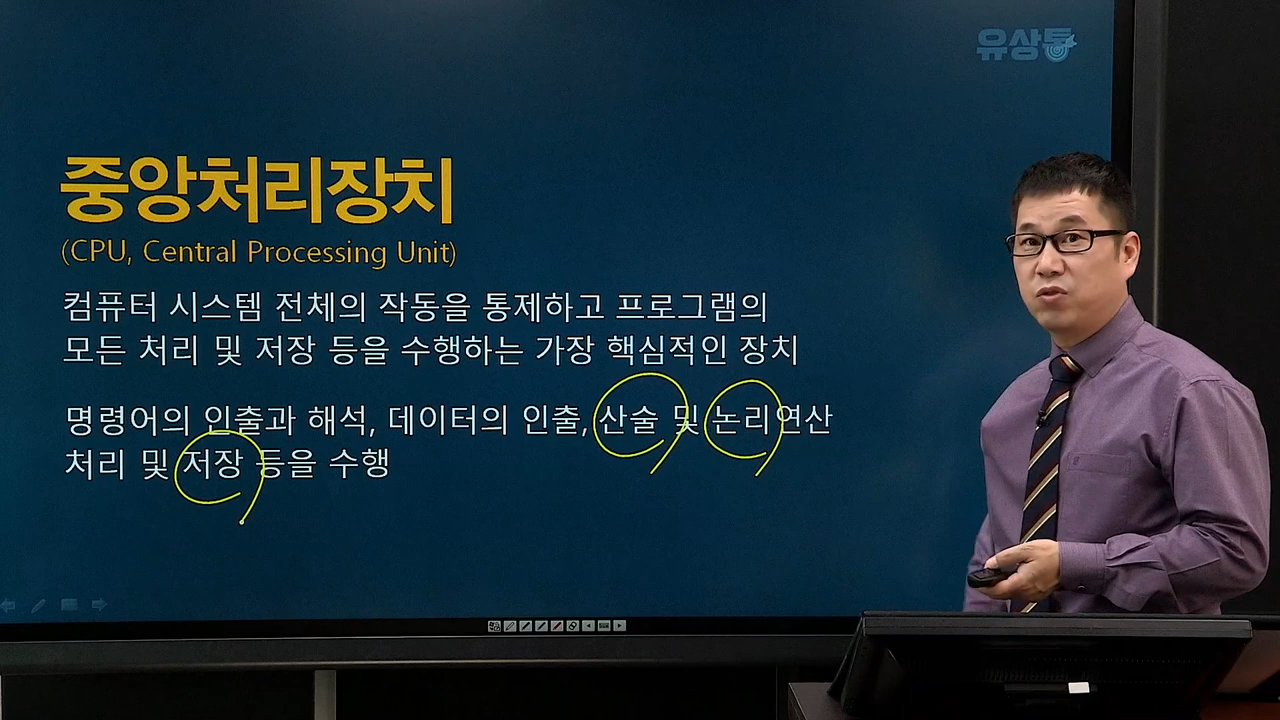 유상통
중앙처리장치
(CPU, Central Processing Unit)
컴퓨터 시스템 전체의 작동을 통제하고 프로그램의
모든 처리 및 저장 등을 수행하는 가장 핵심적인 장치
명령어의 인출과 해석, 데이터의 인출, 산술 및 논리연산
처리 및 저장 등을 수행